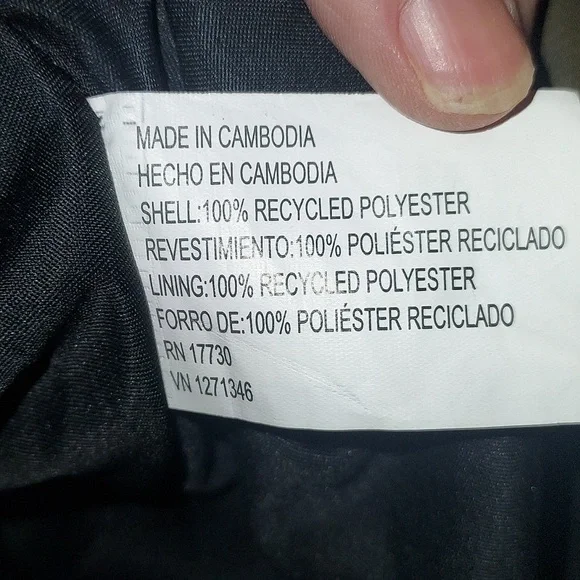 MADE IN CAMBODIA
HECHO EN CAMBODIA
SHELL:100% RECYCLED POLYESTER
REVESTIMIENTO:100% POLIÉSTER RECICLADO
LINING:100% RECYCLED POLYESTER
FORRO DE:100% POLIÉSTER RECICLADO
RN 17730
VN 1271346